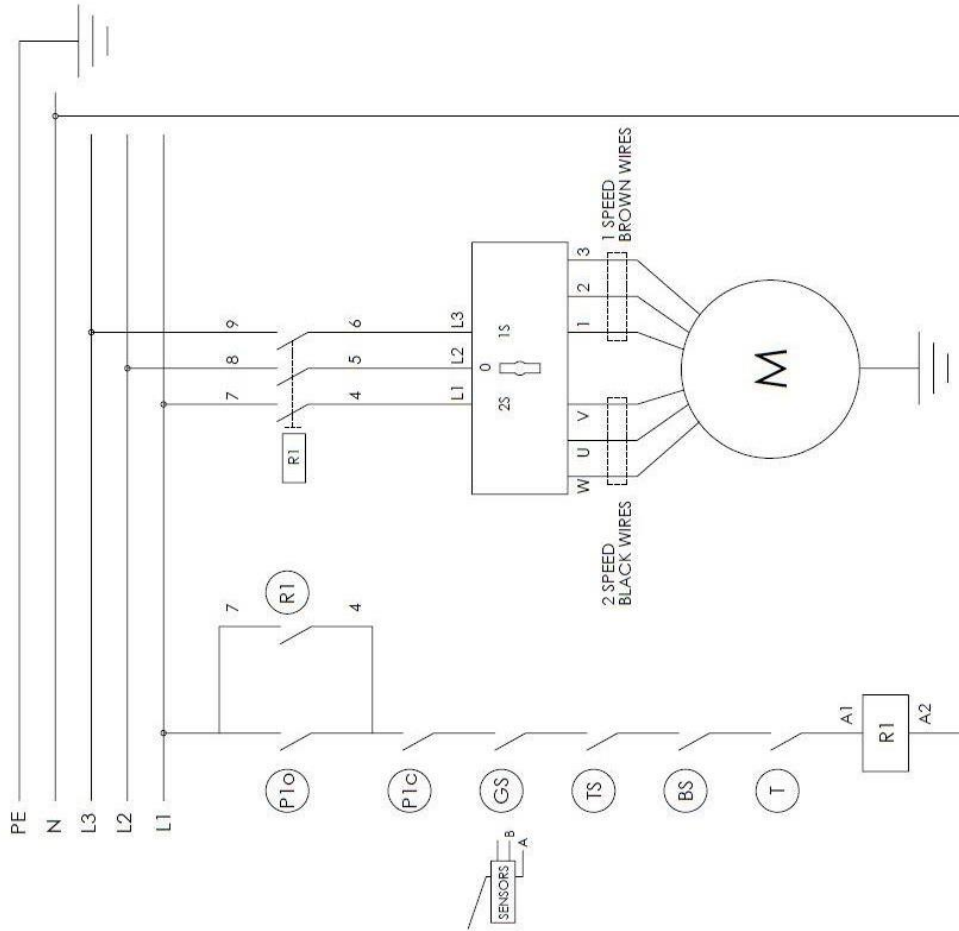 PE
N
L3
L2
L1
P1o
P1c
GS
TS
BS
T
R1
7
4
A1
R1
A2
SENSORS
B
A
R1
7
8
9
4
5
6
L1
L2
L3
2S
0
1S
W
U
V
1
2
3
2 SPEED
BLACK WIRES
1 SPEED
BROWN WIRES
M